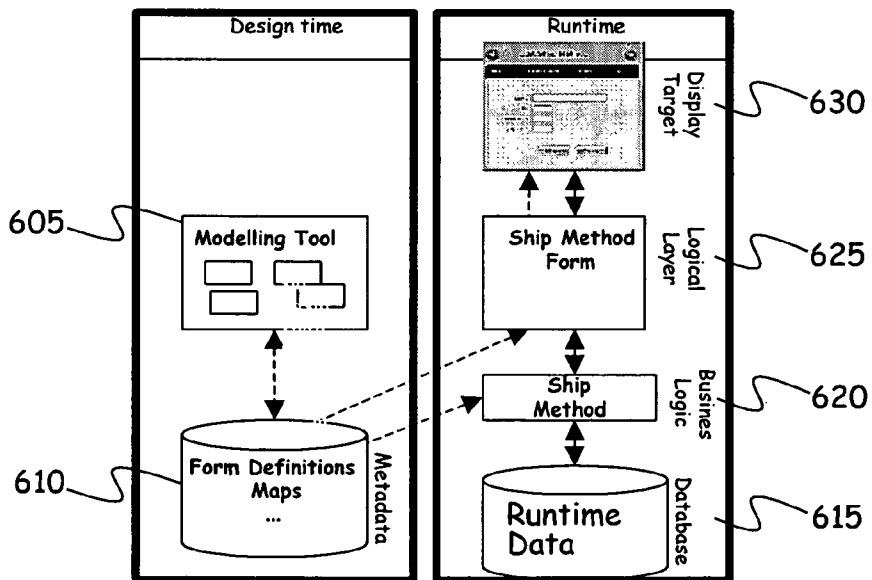 Design time
Runtime
Display
Target
630
605
Modelling Tool
Ship Method
Form
Logical
Layer
625
Ship
Method
Busines
Logic
620
610
Form Definitions
Maps
...
Metadata
Runtime
Data
Database
615